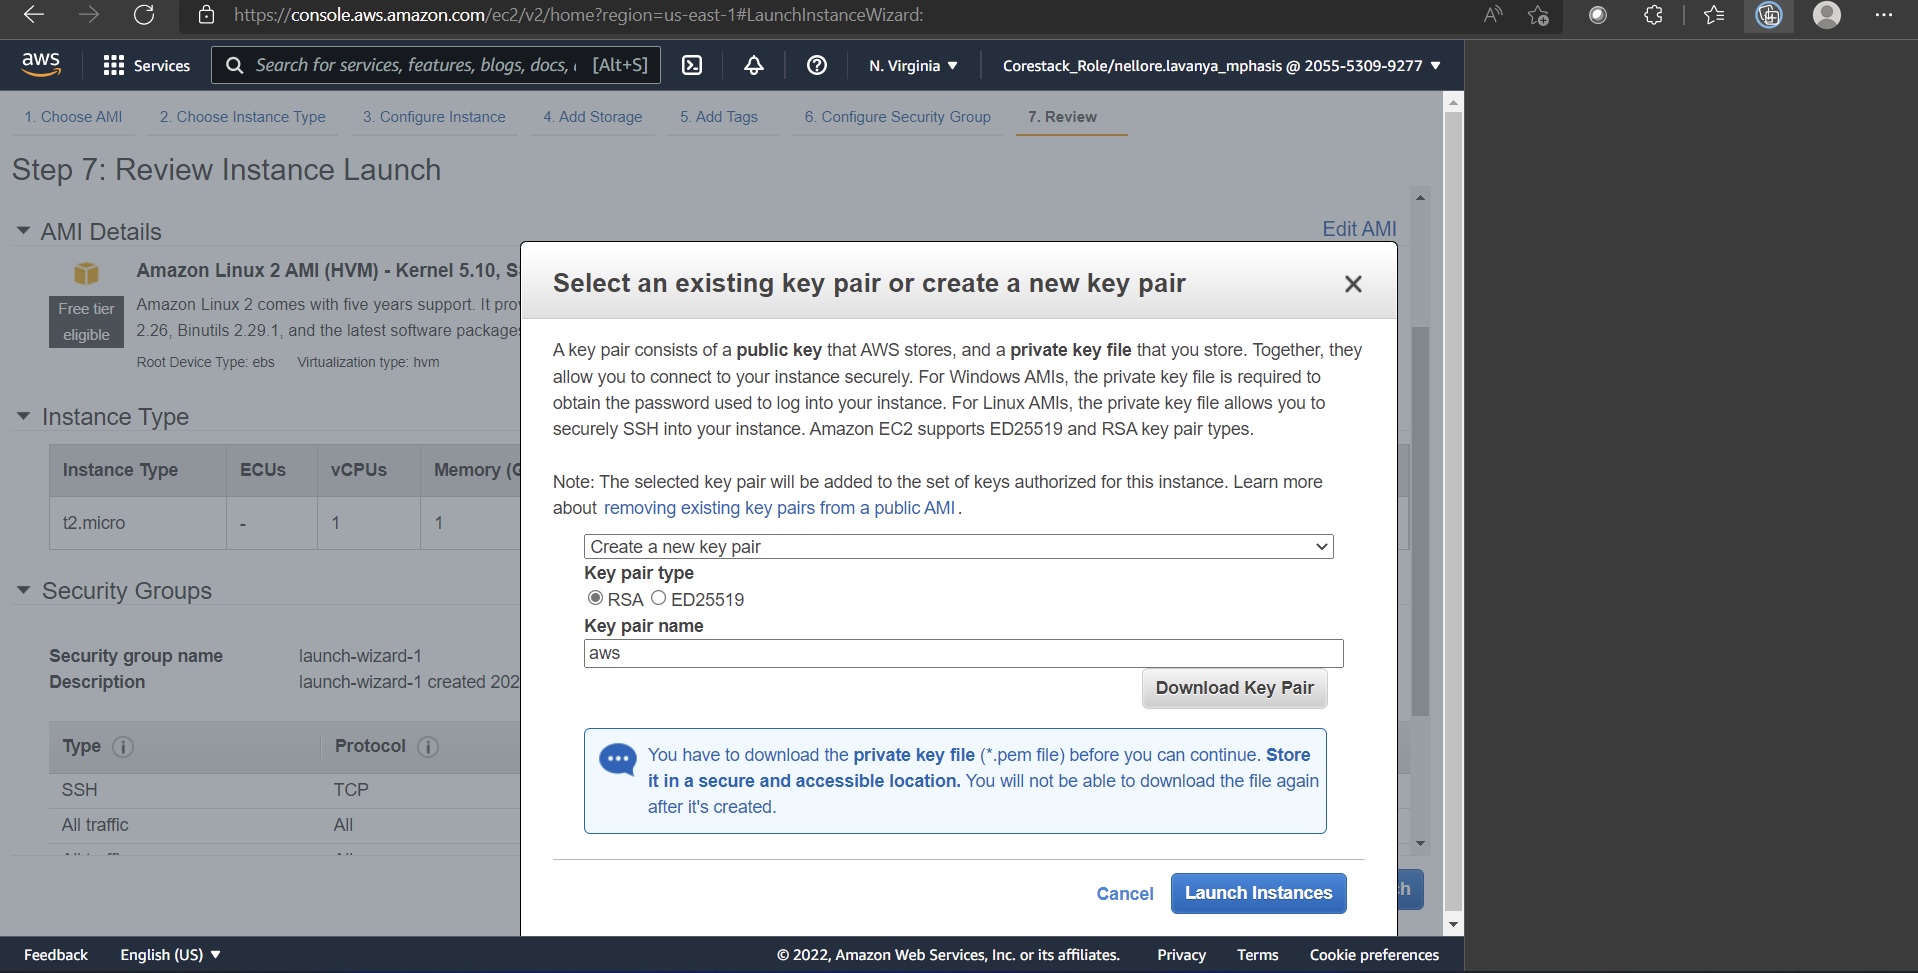 https://console.aws.amazon.com/ec2/v2/home?region=us-east-1#LaunchInstanceWizard:
aws
Services
Search for services, features, blogs, docs,
[Alt+S]
N. Virginia
Corestack_Role/nellore.lavanya_mphasis @ 2055-5309-9277
1. Choose AMI 2. Choose Instance Type 3. Configure Instance 4. Add Storage 5. Add Tags 6. Configure Security Group 7. Review
Step 7: Review Instance Launch
AMI Details
Edit AMI
Amazon Linux 2 AMI (HVM) - Kernel 5.10,
Free tier
eligible
Amazon Linux 2 comes with five years support. It
2.26, Binutils 2.29.1, and the latest software packages
Root Device Type: ebs Virtualization type: hvm
Instance Type
Instance Type ECUs vCPUs Memory
t2.micro - 1 1
Security Groups
Security group name launch-wizard-1
Description launch-wizard-1 created 202
Type Protocol
SSH TCP
All traffic All
Select an existing key pair or create a new key pair
A key pair consists of a public key that AWS stores, and a private key file that you store. Together, they
allow you to connect to your instance securely. For Windows AMIs, the private key file is required to
obtain the password used to log into your instance. For Linux AMIs, the private key file allows you to
securely SSH into your instance. Amazon EC2 supports ED25519 and RSA key pair types.
Note: The selected key pair will be added to the set of keys authorized for this instance. Learn more
about removing existing key pairs from a public AMI.
Create a new key pair
Key pair type
RSA ED25519
Key pair name
aws
Download Key Pair
You have to download the private key file (*.pem file) before you can continue. Store
it in a secure and accessible location. You will not be able to download the file again
after it's created.
Cancel Launch Instances
Feedback English (US) © 2022, Amazon Web Services, Inc. or its affiliates. Privacy Terms Cookie preferences